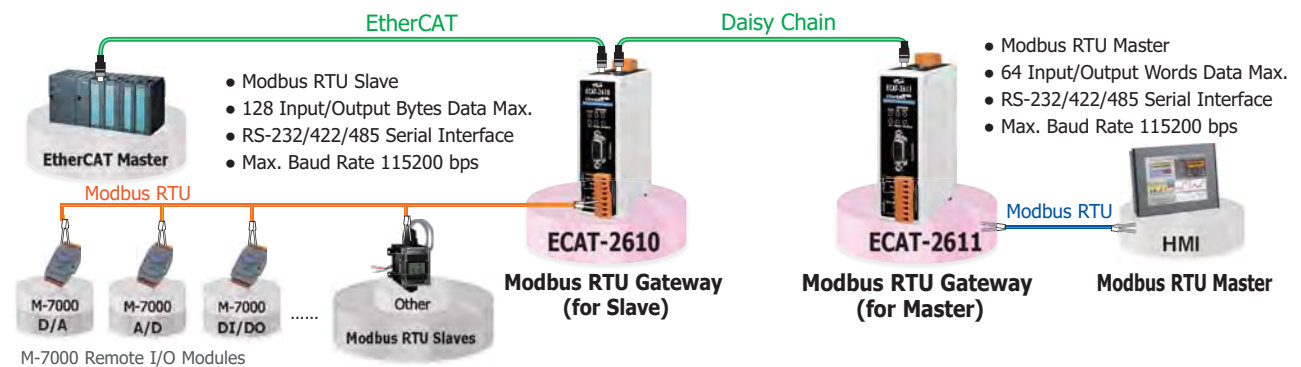 EtherCAT
Daisy Chain
● Modbus RTU Slave
● 128 Input/Output Bytes Data Max.
● RS-232/422/485 Serial Interface
● Max. Baud Rate 115200 bps
● Modbus RTU Master
● 64 Input/Output Words Data Max.
● RS-232/422/485 Serial Interface
● Max. Baud Rate 115200 bps
ECAT-2610
ECAT-2611
EtherCAT Master
Modbus RTU
Modbus RTU
ECAT-2610
ECAT-2611
HMI
Modbus RTU Gateway
(for Slave)
Modbus RTU Gateway
(for Master)
Modbus RTU Master
M-7000
D/A
M-7000
A/D
M-7000
DI/DO
......
Other
Modbus RTU Slaves
M-7000 Remote I/O Modules